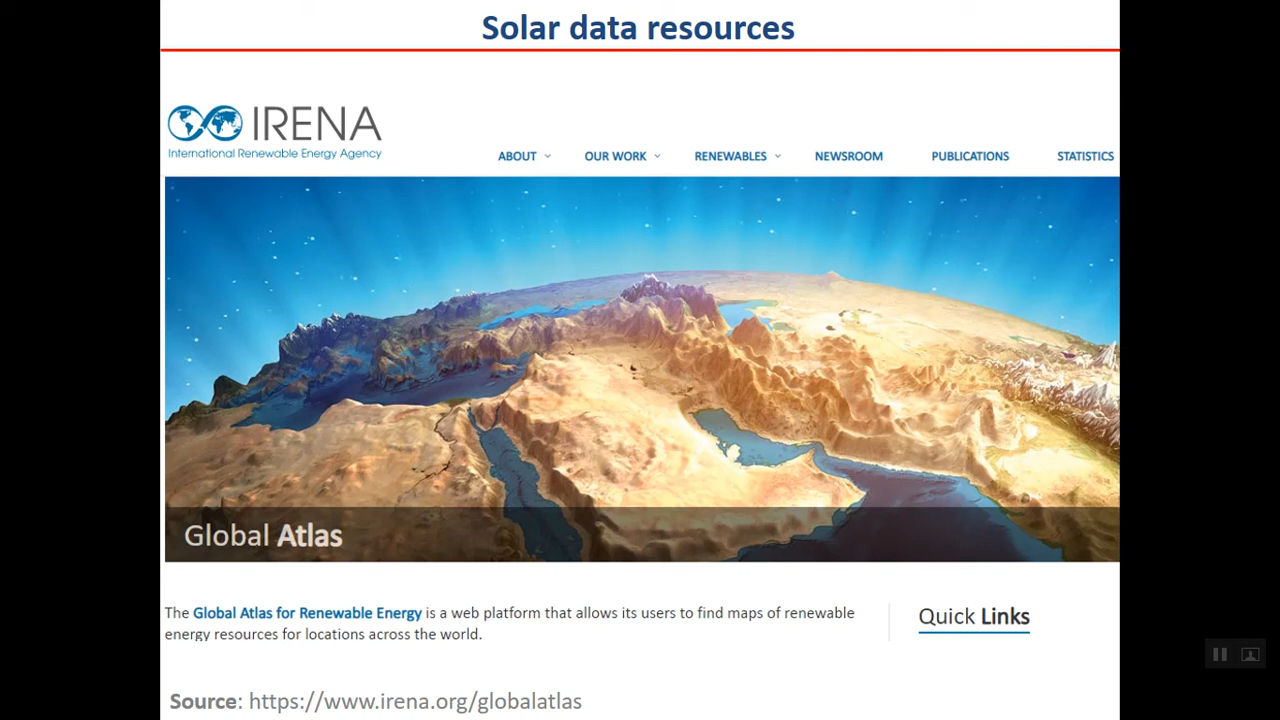 Solar data resources
IRENA
International Renewable Energy Agency
ABOUT OUR WORK RENEWABLES NEWSROOM PUBLICATIONS STATISTICS
Global Atlas
The Global Atlas for Renewable Energy is a web platform that allows its users to find maps of renewable
energy resources for locations across the world.
Quick Links
Source: https://www.irena.org/globalatlas